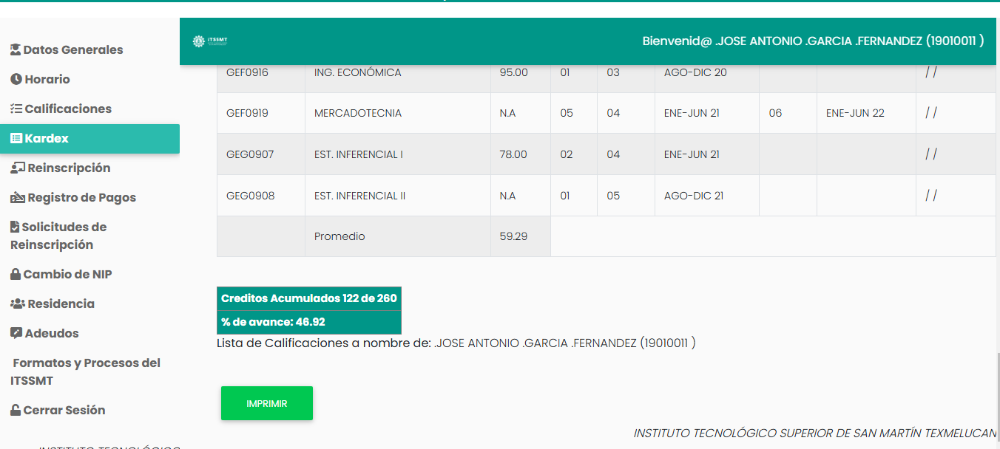 ITSSMT
Bienvenid@ .JOSE ANTONIO .GARCIA .FERNANDEZ (19010011 )
Datos Generales
Horario
Calificaciones
Kardex
Reinscripción
Registro de Pagos
Solicitudes de
Reinscripción
Cambio de NIP
Residencia
Adeudos
Formatos y Procesos del
ITSSMT
Cerrar Sesión
GEF0916 ING. ECONÓMICA 95.00 01 03 AGO-DIC 20 / /
GEF0919 MERCADOTECNIA N.A 05 04 ENE-JUN 21 06 ENE-JUN 22 / /
GEG0907 EST. INFERENCIAL I 78.00 02 04 ENE-JUN 21 / /
GEG0908 EST. INFERENCIAL II N.A 01 05 AGO-DIC 21 / /
Promedio 59.29
Creditos Acumulados 122 de 260
% de avance: 46.92
Lista de Calificaciones a nombre de: .JOSE ANTONIO .GARCIA .FERNANDEZ (19010011 )
IMPRIMIR
INSTITUTO TECNOLÓGICO SUPERIOR DE SAN MARTÍN TEXMELUCAN
INSTITUTO TECNOLÓGICO